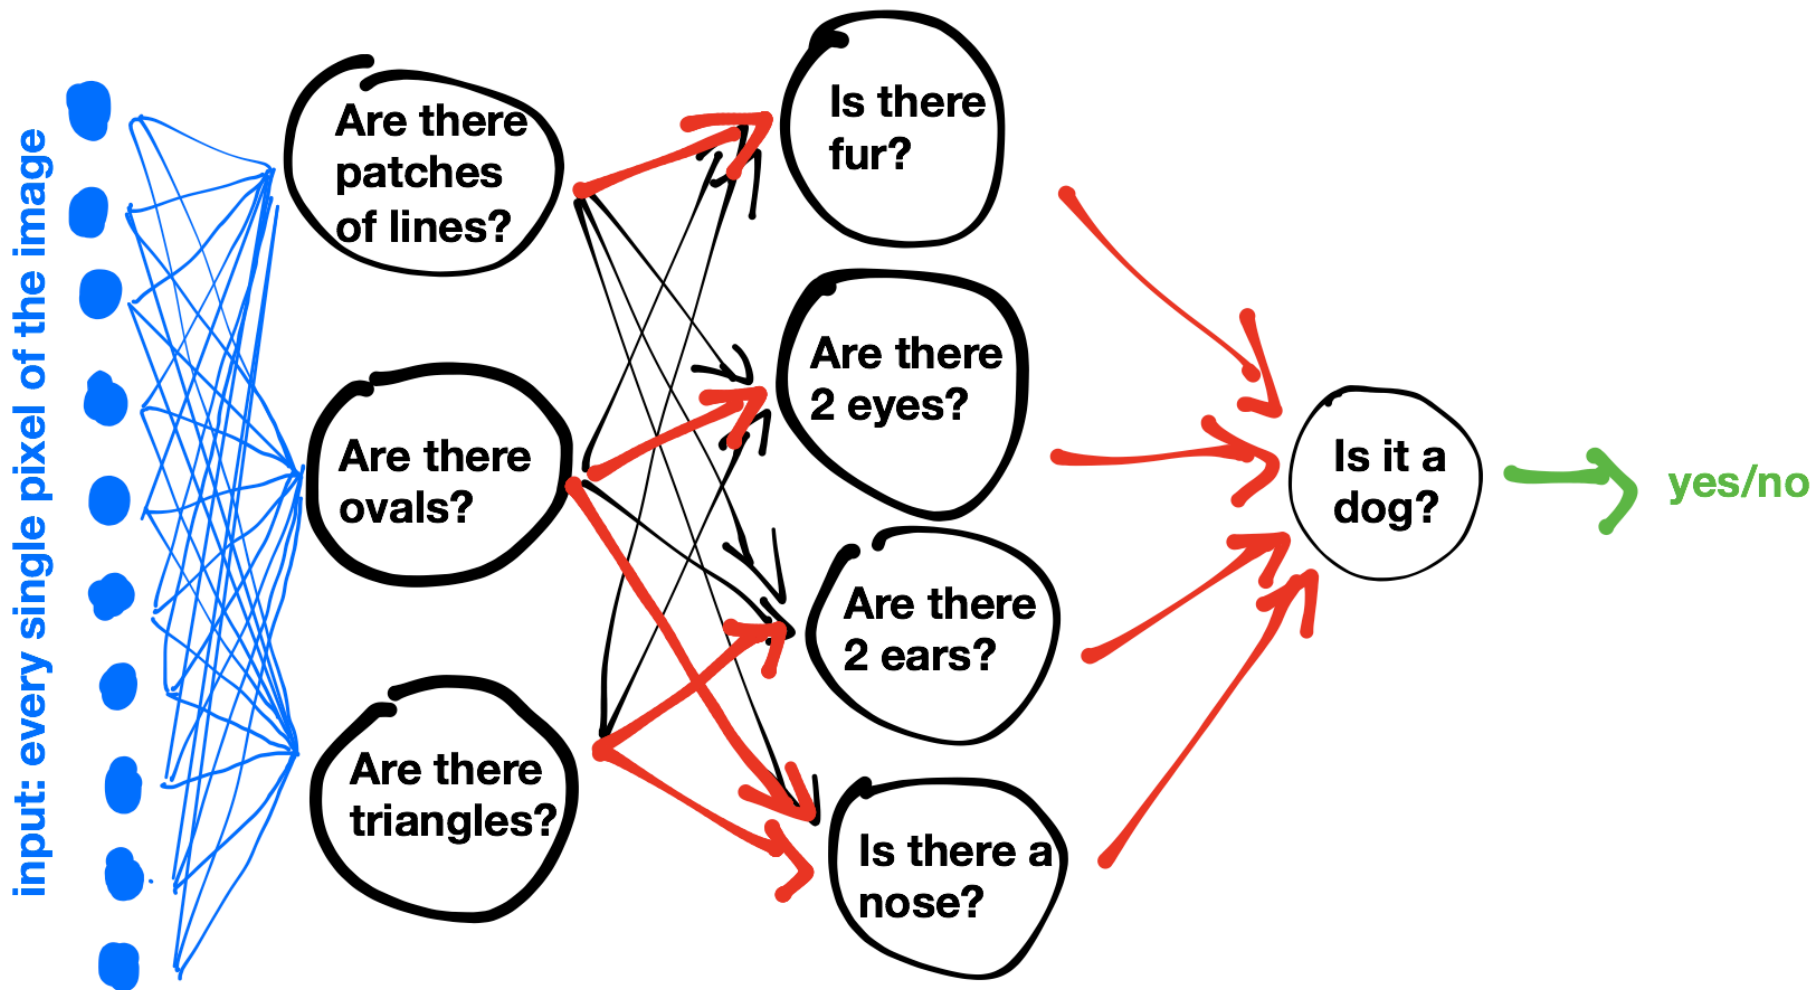 input: every single pixel of the image
Are there
patches
of lines?
Are there
ovals?
Are there
triangles?
Is there
fur?
Are there
2 eyes?
Are there
2 ears?
Is there a
nose?
Is it a
dog?
yes/no